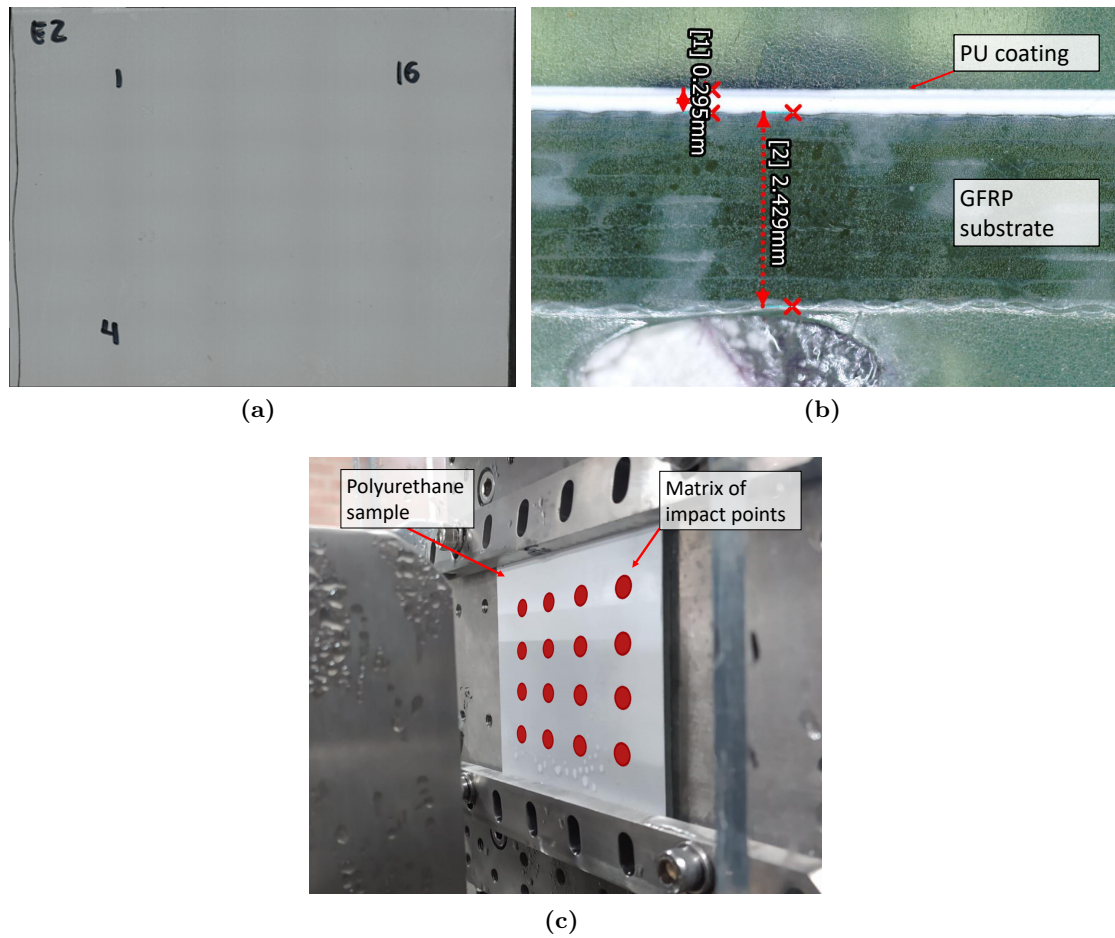 E2
1
16
4
(a)
[1] 0.295mm
[2] 2.429mm
PU coating
GFRP
substrate
(b)
Polyurethane
sample
Matrix of
impact points
(c)